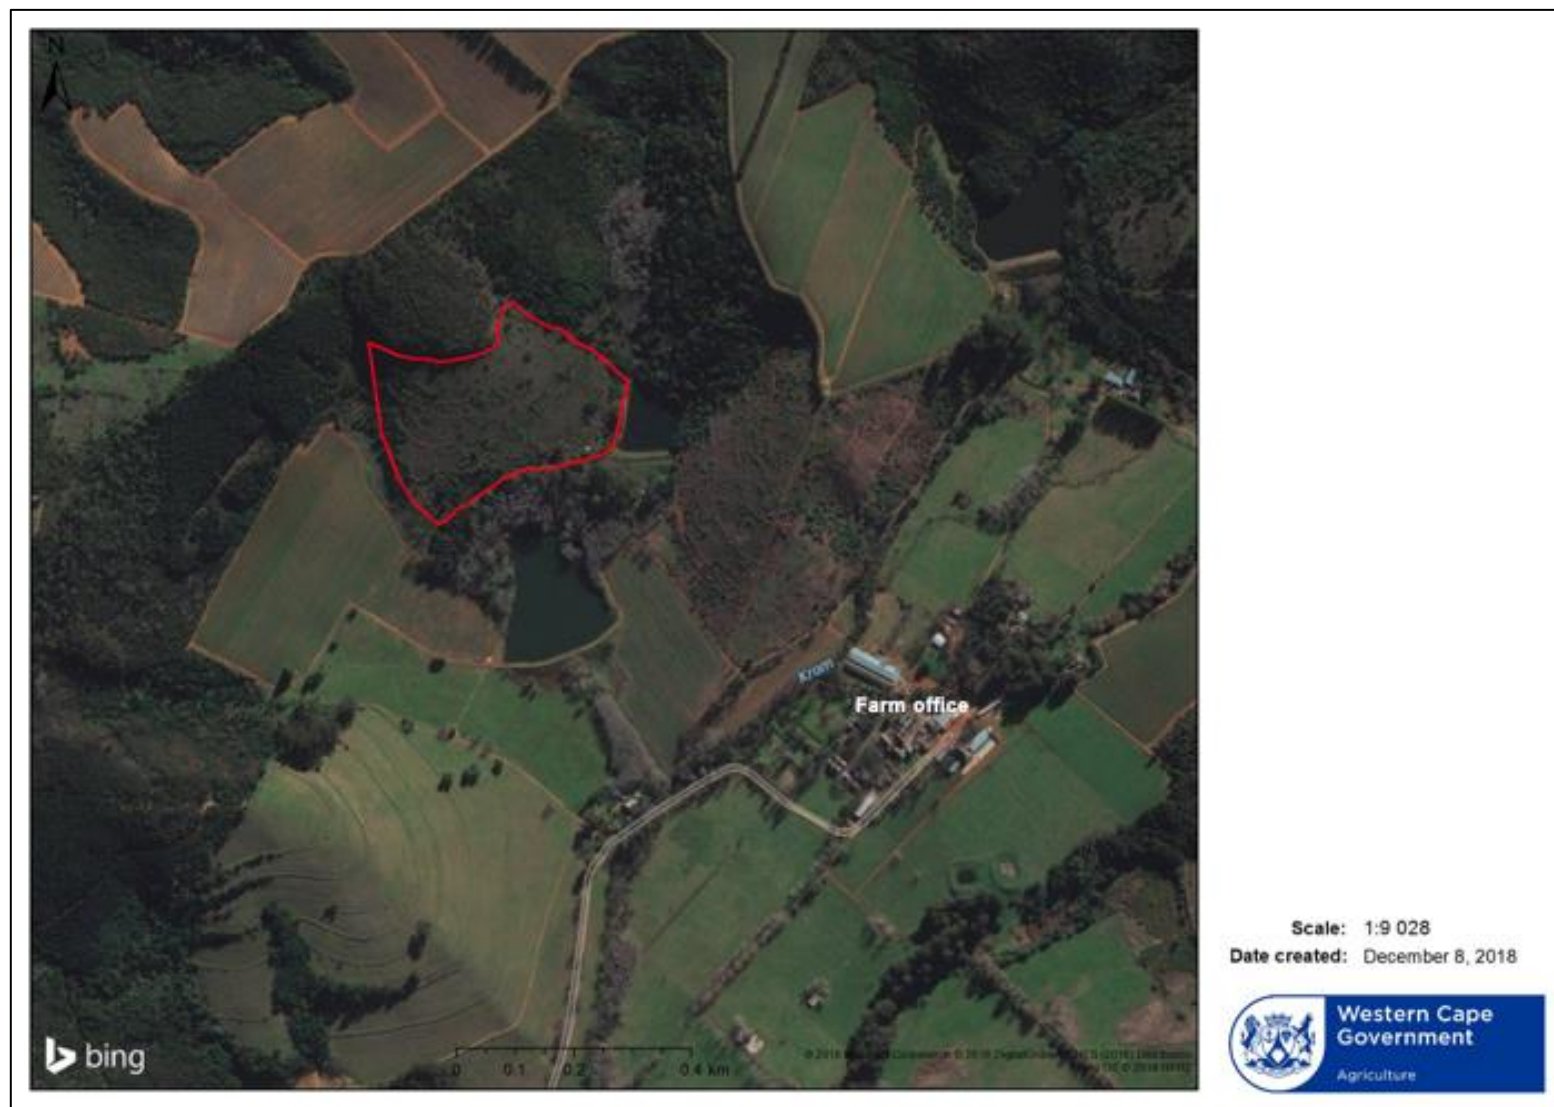 N
Krom
Farm office
Scale: 1:9 028
Date created: December 8, 2018
Western Cape
Government
Agriculture
bing
0 0.1 0.2 0.4 km